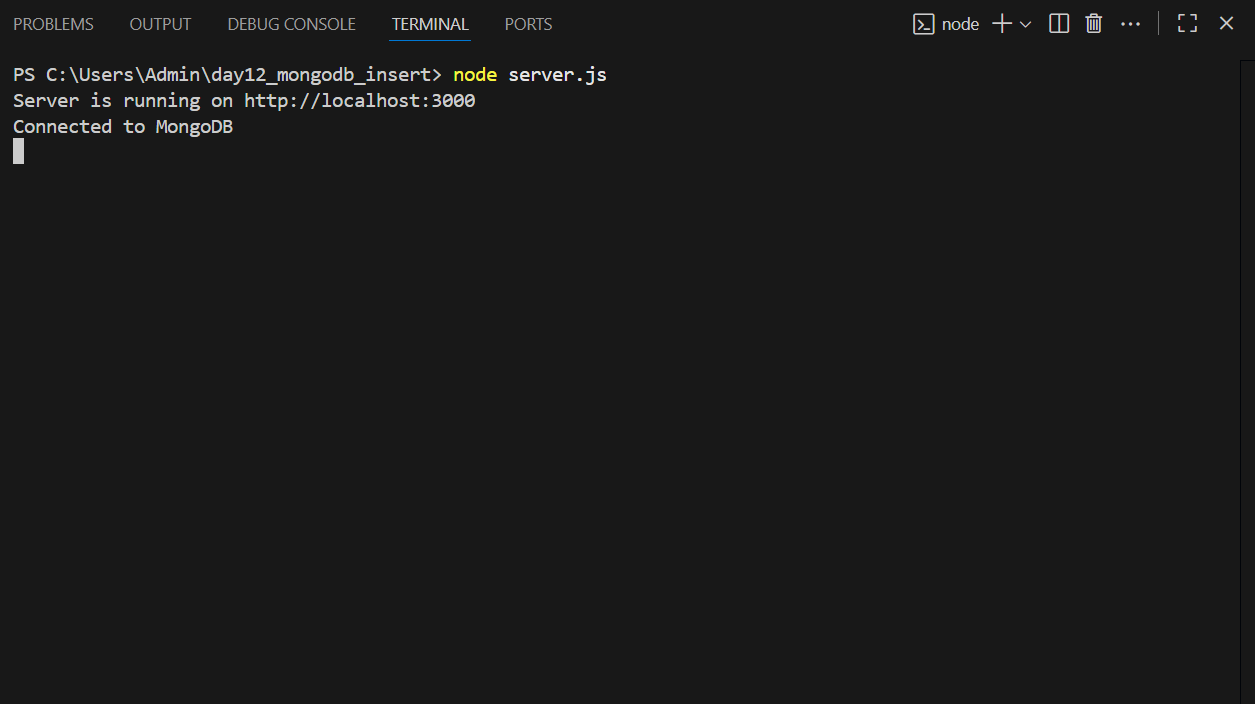 PROBLEMS OUTPUT DEBUG CONSOLE TERMINAL PORTS node
PS C:\Users\Admin\day12_mongodb_insert> node server.js
Server is running on http://localhost:3000
Connected to MongoDB